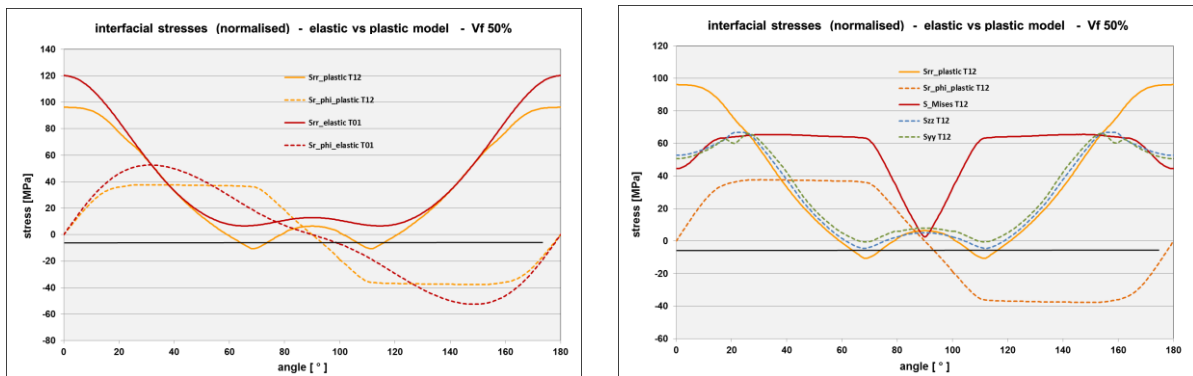 interfacial stresses (normalised) - elastic vs plastic model - Vf 50%
140
120
100
80
60
40
20
0
-20
-40
-60
-80
stress [MPa]
Srr_plastic T12
Sr_phi_plastic T12
Srr_elastic T01
Sr_phi_elastic T01
0 20 40 60 80 100 120 140 160 180
angle [ ° ]
interfacial stresses (normalised) - elastic vs plastic model - Vf 50%
120
100
80
60
40
20
0
-20
-40
-60
stress [MPa]
Srr_plastic T12
Sr_phi_plastic T12
S_Mises T12
Szz T12
Syy T12
0 20 40 60 80 100 120 140 160 180
angle [ ° ]